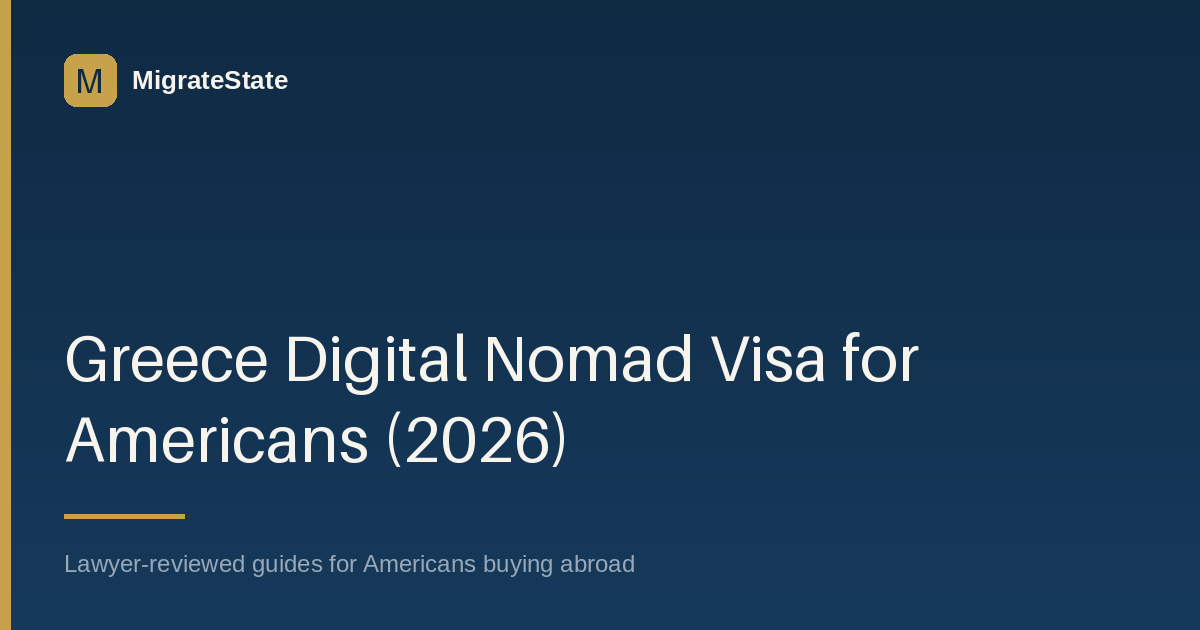 M
MigrateState
Greece Digital Nomad Visa for
Americans (2026)
Lawyer-reviewed guides for Americans buying abroad